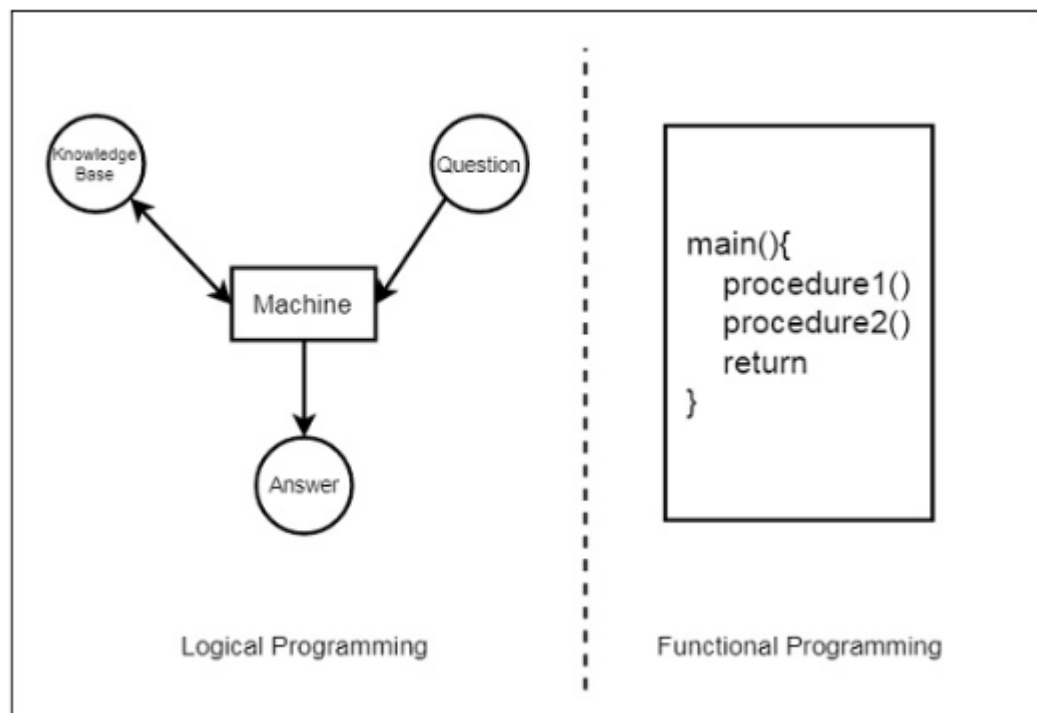 Knowledge
Base
Question
Machine
Answer
Logical Programming
main(){
procedure1()
procedure2()
return
}
Functional Programming